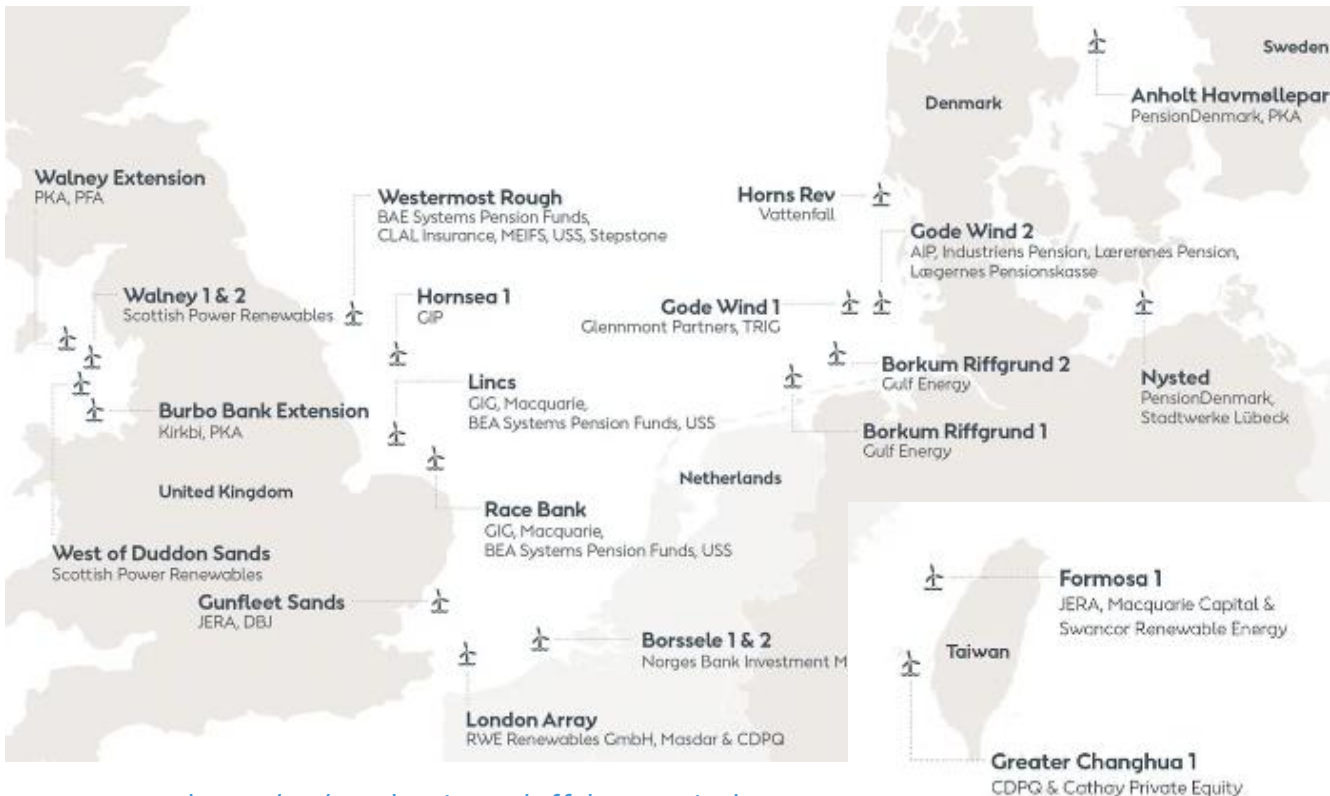 Sweden
Denmark
Anholt Havmøllepar
PensionDenmark, PKA
Walney Extension
PKA, PFA
Westermost Rough
BAE Systems Pension Funds,
CLAL Insurance, MEIFS, USS, Stepstone
Horns Rev
Vattenfall
Gode Wind 2
AIP, Industriens Pension, Lærerenes Pension,
Lægernes Pensionskasse
Walney 1 & 2
Scottish Power Renewables
Hornsea 1
GIP
Gode Wind 1
Glennmont Partners, TRIG
Borkum Riffgrund 2
Gulf Energy
Nysted
PensionDenmark,
Stadtwerke Lübeck
Lincs
GIG, Macquarie,
BEA Systems Pension Funds, USS
Burbo Bank Extension
Kirkbi, PKA
Borkum Riffgrund 1
Gulf Energy
Netherlands
United Kingdom
Race Bank
GIG, Macquarie,
BEA Systems Pension Funds, USS
West of Duddon Sands
Scottish Power Renewables
Gunfleet Sands
JERA, DBJ
Borssele 1 & 2
Norges Bank Investment M
London Array
RWE Renewables GmbH, Masdar & CDPQ
Formosa 1
JERA, Macquarie Capital &
Swancor Renewable Energy
Taiwan
Greater Changhua 1
CDPQ & Cathay Private Equity